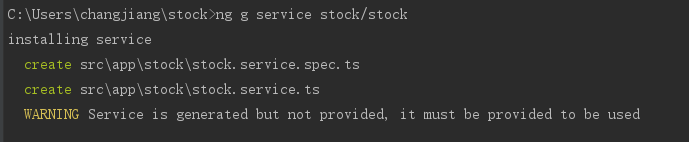 C:\Users\changjiang\stock>ng g service stock/stock
installing service
create src\app\stock\stock.service.spec.ts
create src\app\stock\stock.service.ts
WARNING Service is generated but not provided, it must be provided to be used